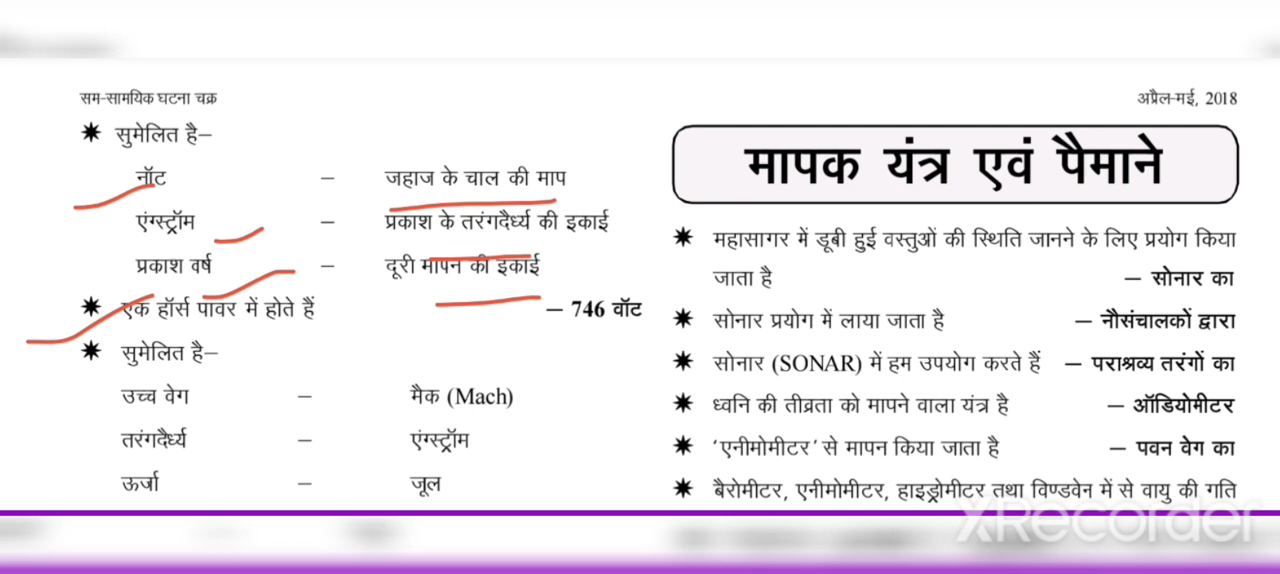 सम-सामयिक घटना चक्र
अप्रैल-मई, 2018
✷ सुमेलित है–
नॉट – जहाज के चाल की माप
एंग्स्ट्रॉम – प्रकाश के तरंगदैर्ध्य की इकाई
प्रकाश वर्ष – दूरी मापन की इकाई
✷ एक हॉर्स पावर में होते हैं – 746 वॉट
✷ सुमेलित है–
उच्च वेग – मैक (Mach)
तरंगदैर्ध्य – एंग्स्ट्रॉम
ऊर्जा – जूल
मापक यंत्र एवं पैमाने
✷ महासागर में डूबी हुई वस्तुओं की स्थिति जानने के लिए प्रयोग किया
जाता है – सोनार का
✷ सोनार प्रयोग में लाया जाता है – नौसंचालकों द्वारा
✷ सोनार (SONAR) में हम उपयोग करते हैं – पराश्रव्य तरंगों का
✷ ध्वनि की तीव्रता को मापने वाला यंत्र है – ऑडियोमीटर
✷ ‘एनीमोमीटर’ से मापन किया जाता है – पवन वेग का
✷ बैरोमीटर, एनीमोमीटर, हाइड्रोमीटर तथा विण्डवेन में से वायु की गति
XRecorder